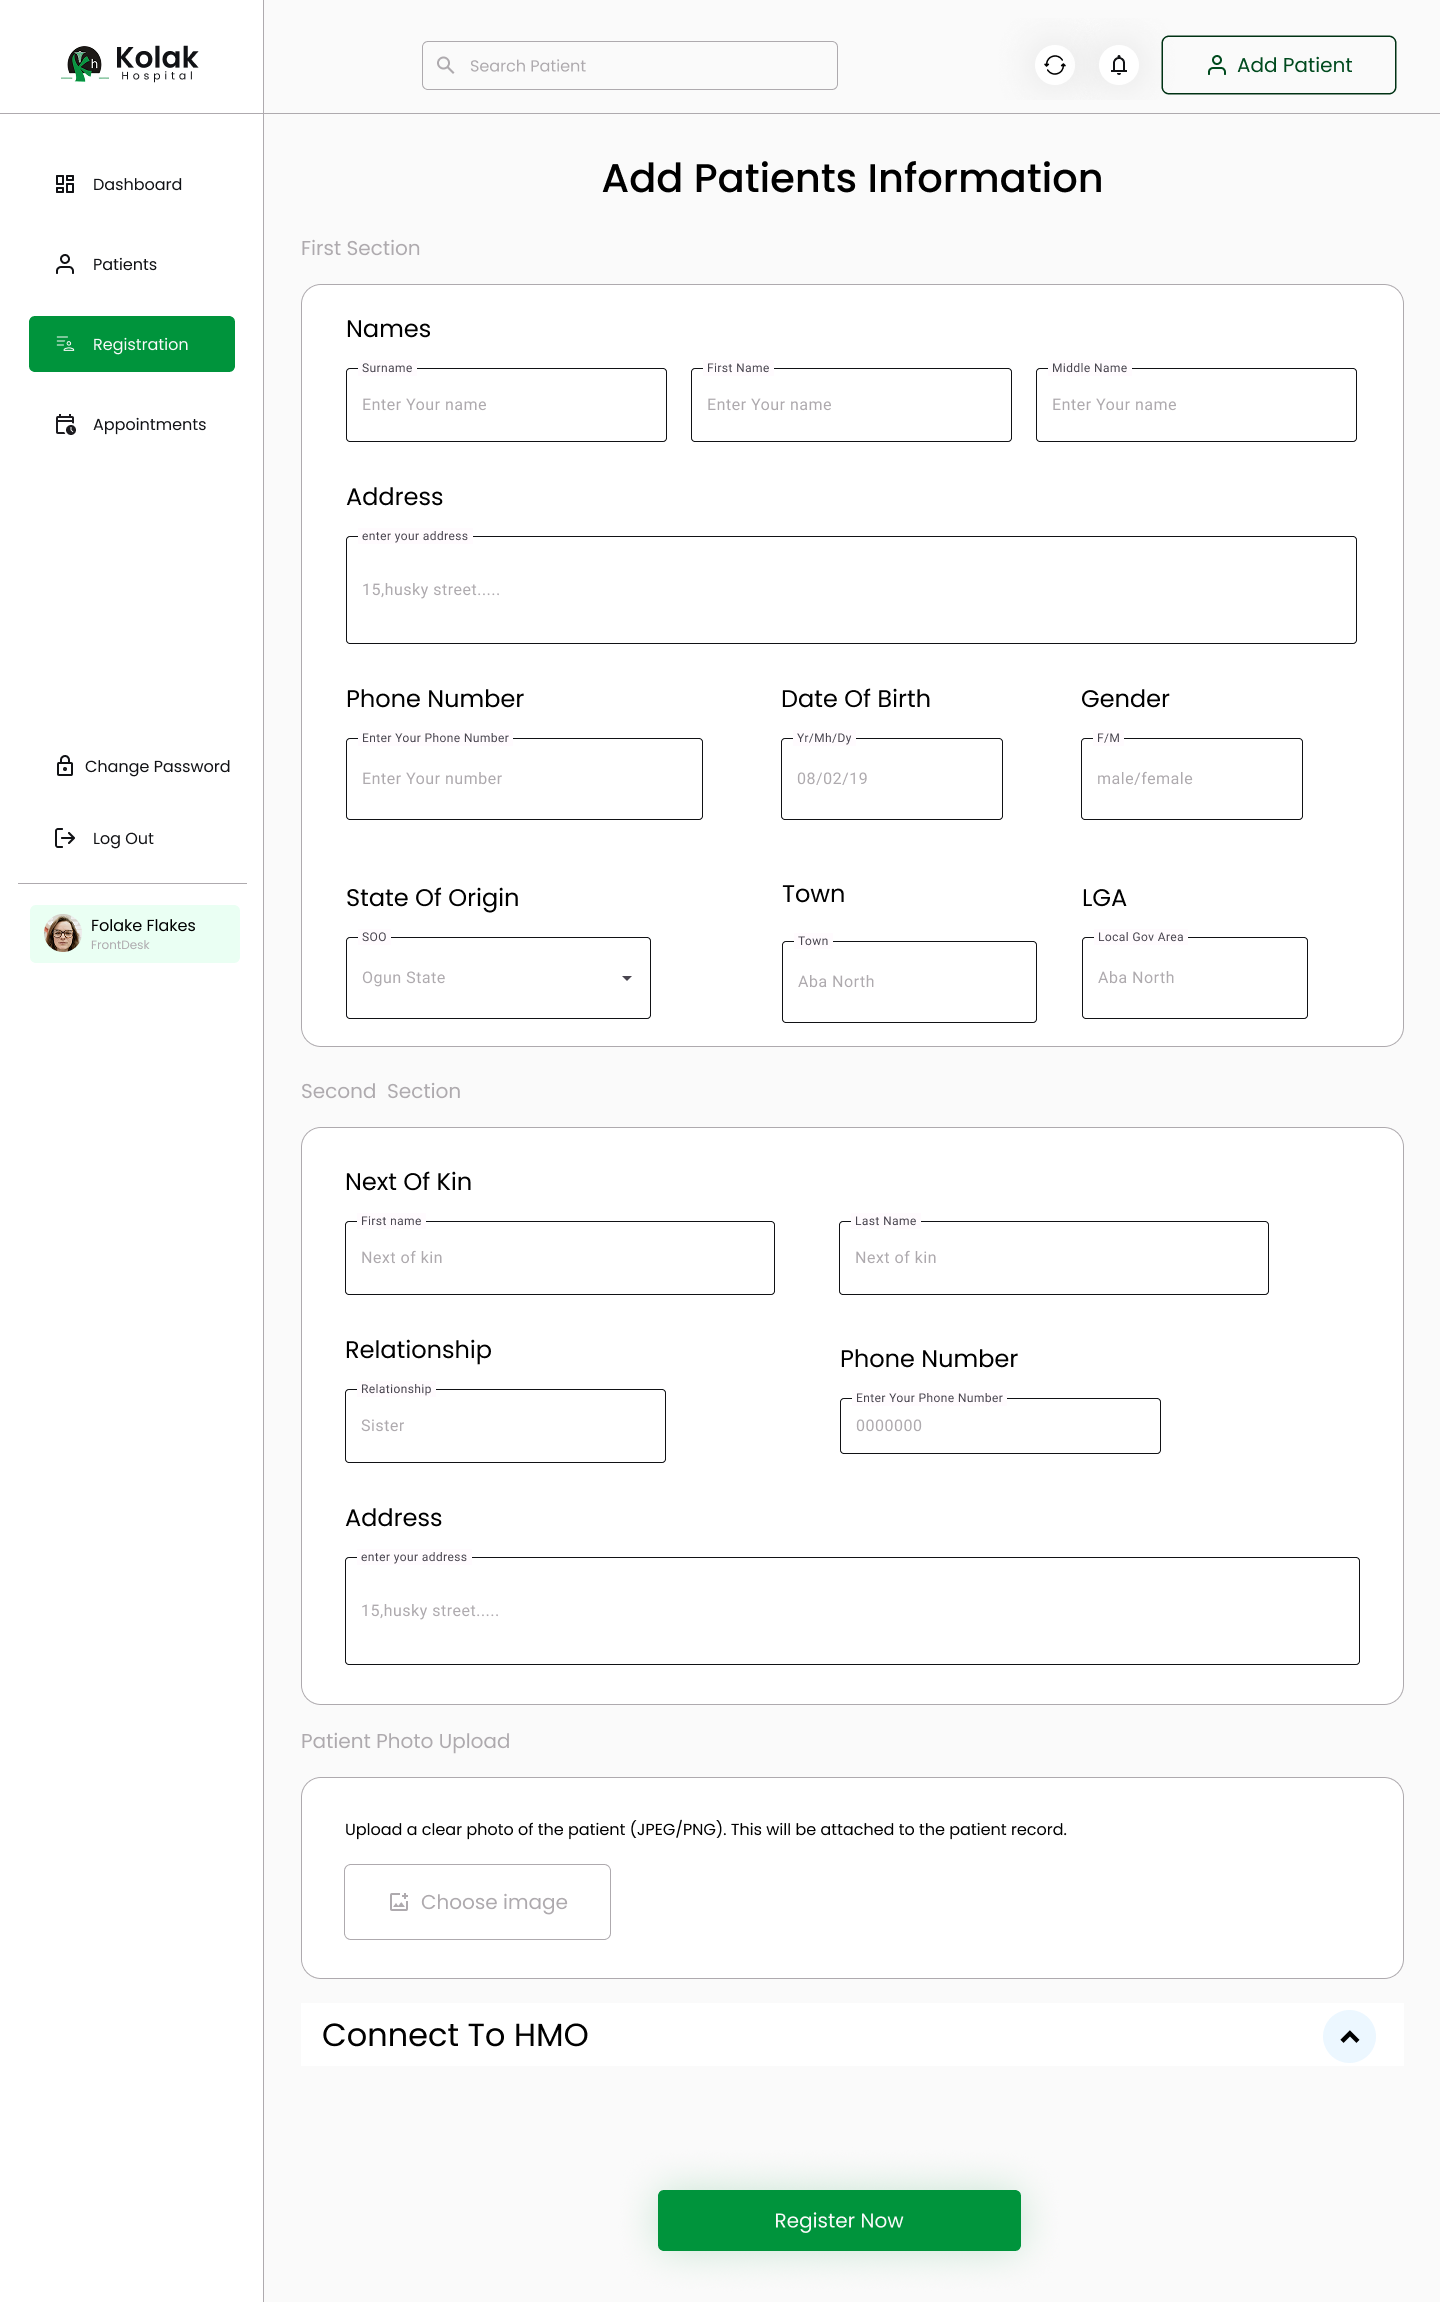 Kolak
Hospital
Search Patient
Add Patient
Dashboard
Patients
Registration
Appointments
Change Password
Log Out
Folake Flakes
FrontDesk
Add Patients Information
First Section
Names
Surname
Enter Your name
First Name
Enter Your name
Middle Name
Enter Your name
Address
enter your address
15,husky street.....
Phone Number
Enter Your Phone Number
Enter Your number
Date Of Birth
Yr/Mh/Dy
08/02/19
Gender
F/M
male/female
State Of Origin
SOO
Ogun State
Town
Town
Aba North
LGA
Local Gov Area
Aba North
Second  Section
Next Of Kin
First name
Next of kin
Last Name
Next of kin
Relationship
Relationship
Sister
Phone Number
Enter Your Phone Number
0000000
Address
enter your address
15,husky street.....
Patient Photo Upload
Upload a clear photo of the patient (JPEG/PNG). This will be attached to the patient record.
Choose image
Connect To HMO
Register Now